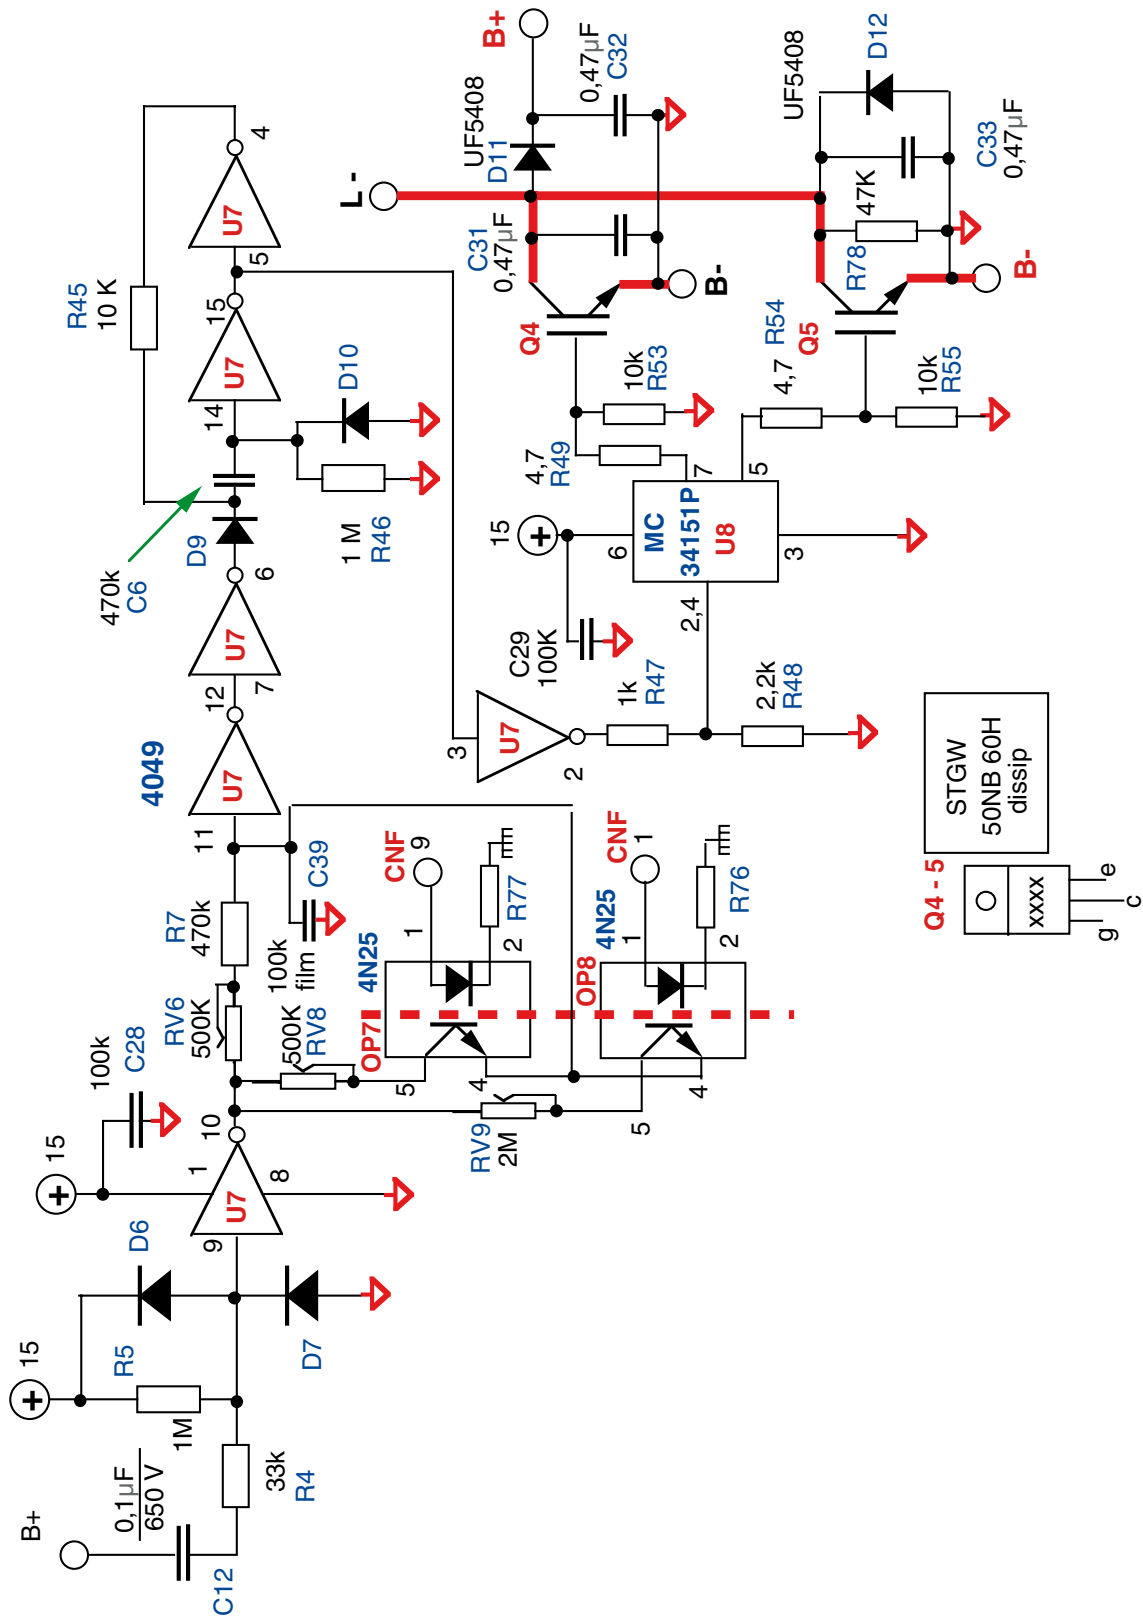 B+
0,1µF
650 V
C12
33k
R4
15
R5
1M
D6
D7
9
U7
1
8
10
15
100k
C28
RV6
500K
R7
470k
500K
RV8
RV9
2M
100k
film
C39
11
U7
4049
12
7
U7
6
D9
470k
C6
R45
10 K
14
U7
15
5
U7
4
1 M
R46
D10
OP7
4N25
5
4
1
2
CNF
9
R77
OP8
4N25
5
4
1
2
CNF
1
R76
3
U7
2
1k
R47
2,2k
R48
C29
100K
15
6
MC
34151P
U8
2,4
3
7
5
4,7
R49
10k
R53
4,7
R54
10k
R55
Q4
Q5
L -
C31
0,47µF
UF5408
D11
B+
0,47µF
C32
B-
UF5408
D12
47K
R78
C33
0,47µF
B-
STGW
50NB 60H
dissip
Q4 - 5
xxxx
g
c
e